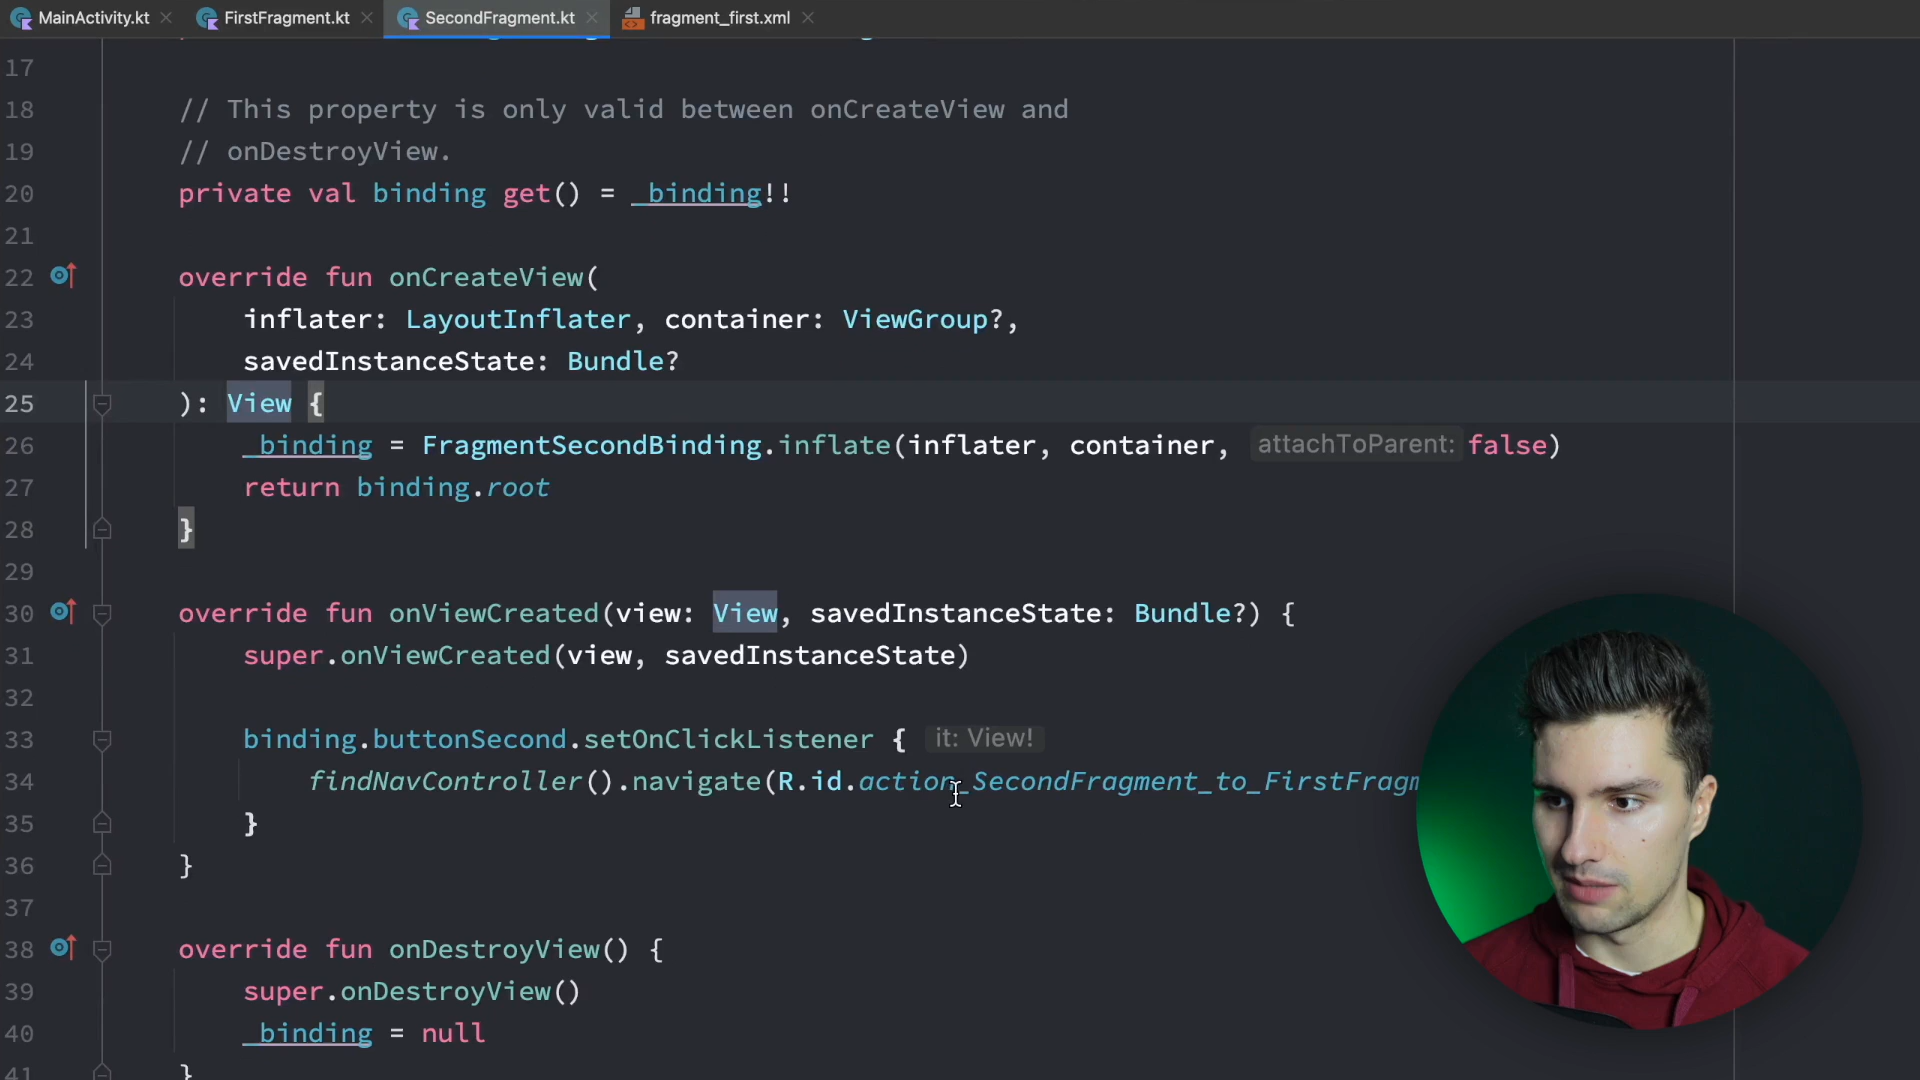 MainActivity.kt FirstFragment.kt SecondFragment.kt fragment_first.xml
17
18 // This property is only valid between onCreateView and
19 // onDestroyView.
20 private val binding get() = _binding!!
21
22 override fun onCreateView(
23 inflater: LayoutInflater, container: ViewGroup?,
24 savedInstanceState: Bundle?
25 ): View {
26 _binding = FragmentSecondBinding.inflate(inflater, container, attachToParent: false)
27 return binding.root
28 }
29
30 override fun onViewCreated(view: View, savedInstanceState: Bundle?) {
31 super.onViewCreated(view, savedInstanceState)
32
33 binding.buttonSecond.setOnClickListener { it: View!
34 findNavController().navigate(R.id.action_SecondFragment_to_FirstFragm
35 }
36 }
37
38 override fun onDestroyView() {
39 super.onDestroyView()
40 _binding = null
41 }